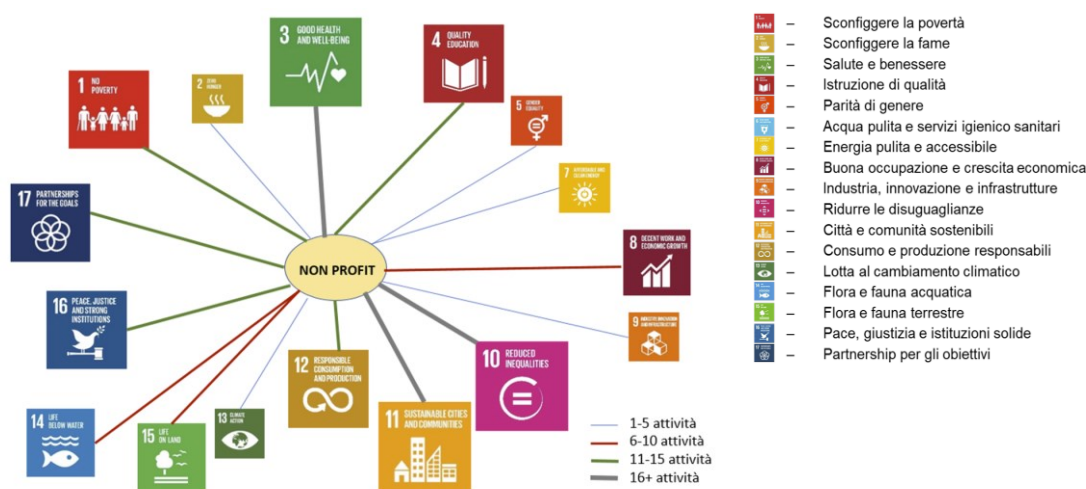 1 NO
POVERTY
2 ZERO
HUNGER
3 GOOD HEALTH
AND WELL-BEING
4 QUALITY
EDUCATION
5 GENDER
EQUALITY
7 AFFORDABLE AND
CLEAN ENERGY
8 DECENT WORK AND
ECONOMIC GROWTH
9 INDUSTRY, INNOVATION
AND INFRASTRUCTURE
10 REDUCED
INEQUALITIES
11 SUSTAINABLE CITIES
AND COMMUNITIES
12 RESPONSIBLE
CONSUMPTION
AND PRODUCTION
13 CLIMATE
ACTION
14 LIFE
BELOW WATER
15 LIFE
ON LAND
16 PEACE, JUSTICE
AND STRONG
INSTITUTIONS
17 PARTNERSHIPS
FOR THE GOALS
NON PROFIT
1-5 attività
6-10 attività
11-15 attività
16+ attività
– Sconfiggere la povertà
– Sconfiggere la fame
– Salute e benessere
– Istruzione di qualità
– Parità di genere
– Acqua pulita e servizi igienico sanitari
– Energia pulita e accessibile
– Buona occupazione e crescita economica
– Industria, innovazione e infrastrutture
– Ridurre le disuguaglianze
– Città e comunità sostenibili
– Consumo e produzione responsabili
– Lotta al cambiamento climatico
– Flora e fauna acquatica
– Flora e fauna terrestre
– Pace, giustizia e istituzioni solide
– Partnership per gli obiettivi